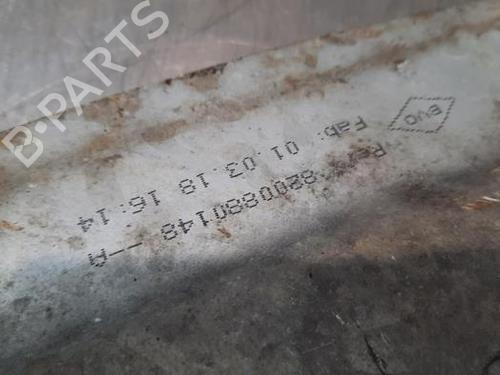 B-PARTS
EVO
Fab: 01.03.18 16:14
Ref: 8200880148 --A